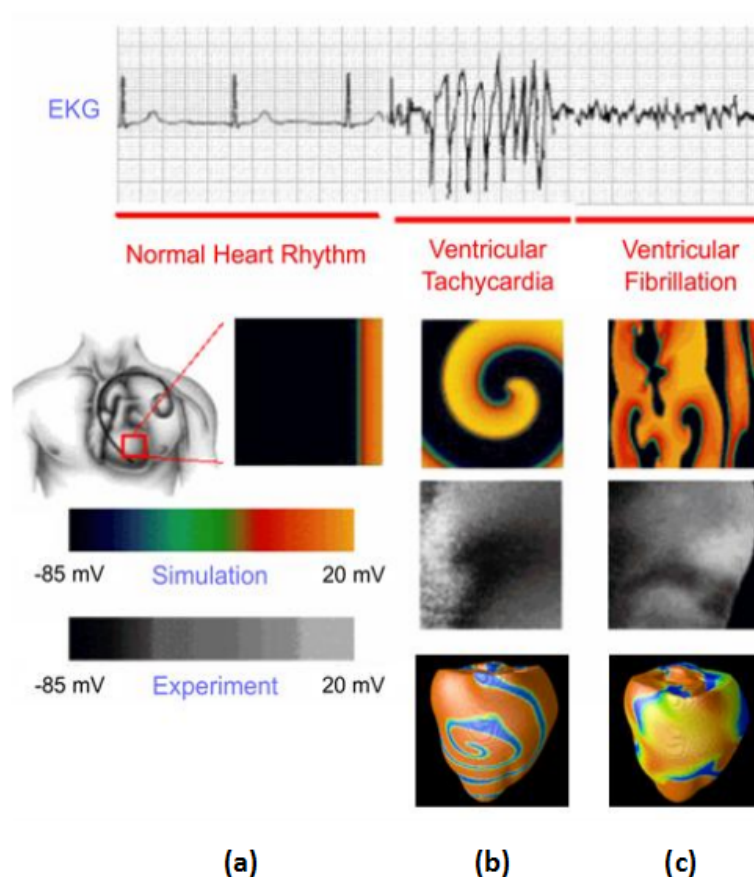 EKG
Normal Heart Rhythm
Ventricular
Tachycardia
Ventricular
Fibrillation
-85 mV
Simulation
20 mV
-85 mV
Experiment
20 mV
(a)
(b)
(c)